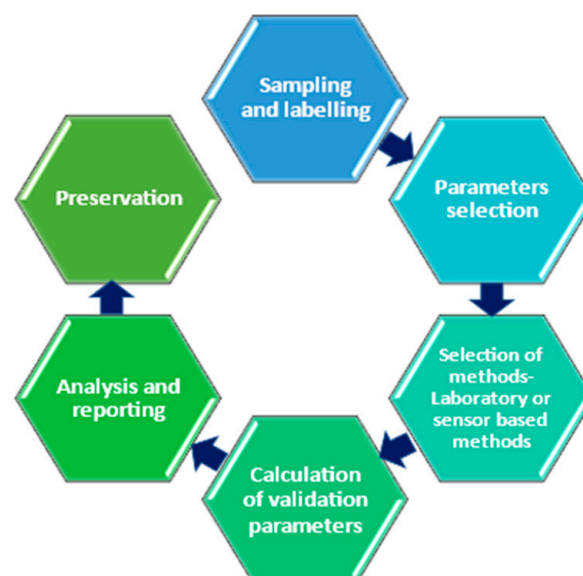 Sampling
and labelling
Parameters
selection
Selection of
methods-
Laboratory or
sensor based
methods
Calculation
of validation
parameters
Analysis and
reporting
Preservation